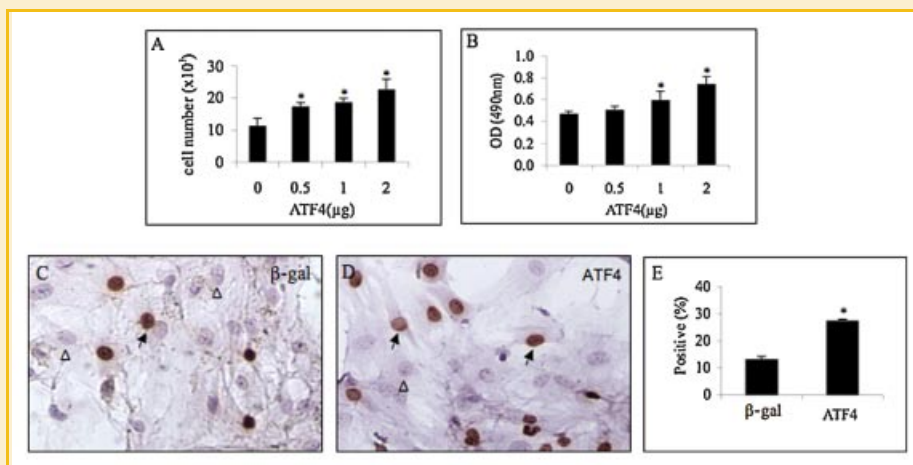 A
cell number (x10³)
30
20
10
0
*
*
*
0 0.5 1 2
ATF4(µg)
B
OD (490nm)
1.0
0.8
0.6
0.4
0.2
0.0
*
*
0 0.5 1 2
ATF4(µg)
C β-gal
D ATF4
E
Positive (%)
40
30
20
10
0
*
β-gal ATF4